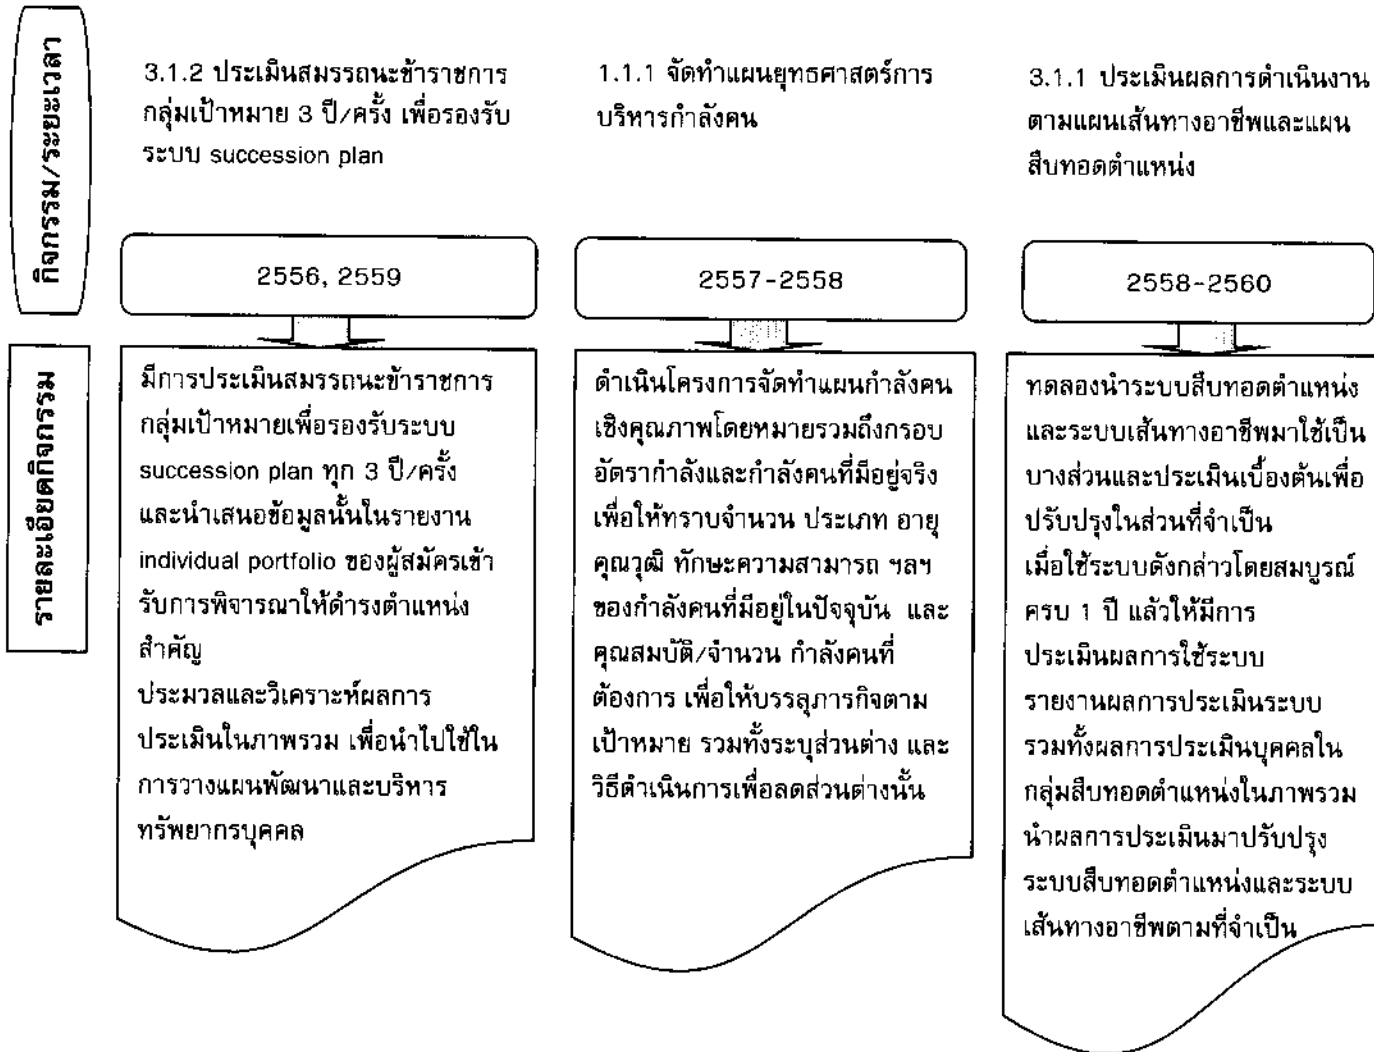 กิจกรรม/ระยะเวลา
3.1.2 ประเมินสมรรถนะข้าราชการ
กลุ่มเป้าหมาย 3 ปี/ครั้ง เพื่อรองรับ
ระบบ succession plan
1.1.1 จัดทำแผนยุทธศาสตร์การ
บริหารกำลังคน
3.1.1 ประเมินผลการดำเนินงาน
ตามแผนเส้นทางอาชีพและแผน
สืบทอดตำแหน่ง
2556, 2559
2557-2558
2558-2560
รายละเอียดกิจกรรม
มีการประเมินสมรรถนะข้าราชการ
กลุ่มเป้าหมายเพื่อรองรับระบบ
succession plan ทุก 3 ปี/ครั้ง
และนำเสนอข้อมูลนั้นในรายงาน
individual portfolio ของผู้สมัครเข้า
รับการพิจารณาให้ดำรงตำแหน่ง
สำคัญ
ประมวลและวิเคราะห์ผลการ
ประเมินในภาพรวม เพื่อนำไปใช้ใน
การวางแผนพัฒนาและบริหาร
ทรัพยากรบุคคล
ดำเนินโครงการจัดทำแผนกำลังคน
เชิงคุณภาพโดยหมายรวมถึงกรอบ
อัตรากำลังและกำลังคนที่มีอยู่จริง
เพื่อให้ทราบจำนวน ประเภท อายุ
คุณวุฒิ ทักษะความสามารถ ฯลฯ
ของกำลังคนที่มีอยู่ในปัจจุบัน และ
คุณสมบัติ/จำนวน กำลังคนที่
ต้องการ เพื่อให้บรรลุภารกิจตาม
เป้าหมาย รวมทั้งระบุส่วนต่าง และ
วิธีดำเนินการเพื่อลดส่วนต่างนั้น
ทดลองนำระบบสืบทอดตำแหน่ง
และระบบเส้นทางอาชีพมาใช้เป็น
บางส่วนและประเมินเบื้องต้นเพื่อ
ปรับปรุงในส่วนที่จำเป็น
เมื่อใช้ระบบดังกล่าวโดยสมบูรณ์
ครบ 1 ปี แล้วให้มีการ
ประเมินผลการใช้ระบบ
รายงานผลการประเมินระบบ
รวมทั้งผลการประเมินบุคคลใน
กลุ่มสืบทอดตำแหน่งในภาพรวม
นำผลการประเมินมาปรับปรุง
ระบบสืบทอดตำแหน่งและระบบ
เส้นทางอาชีพตามที่จำเป็น